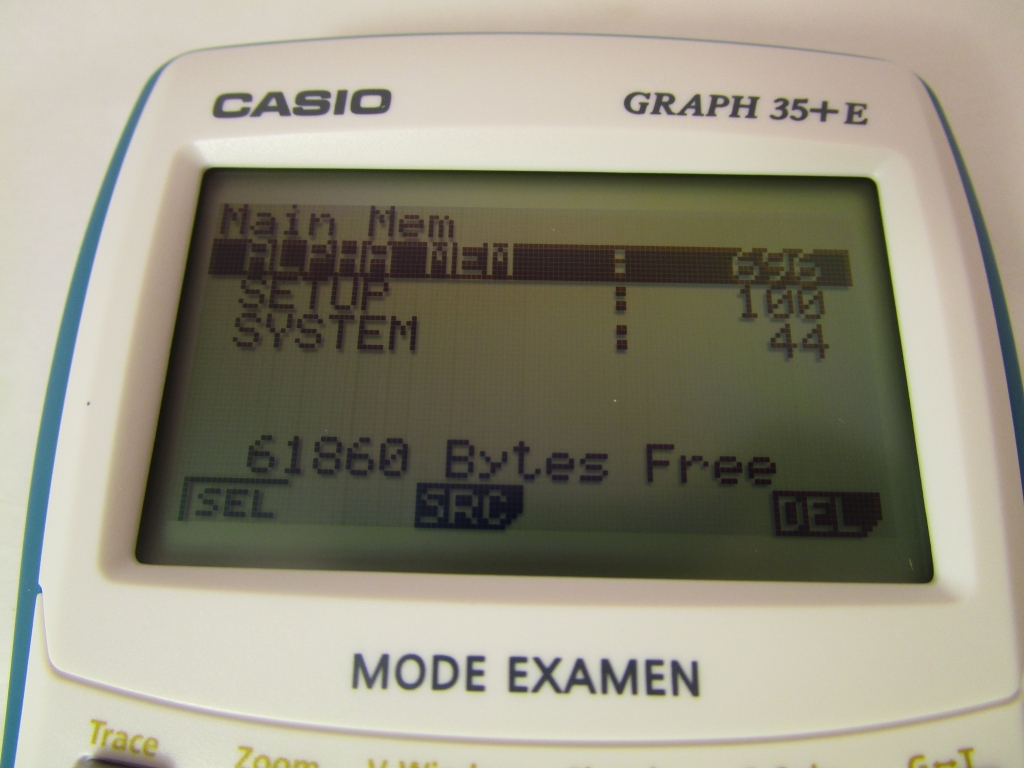 CASIO GRAPH 35+E
Main Mem
ALPHA MEM : 696
SETUP : 100
SYSTEM : 44
61860 Bytes Free
SEL SRC DEL
MODE EXAMEN
Trace Zoom G↔T